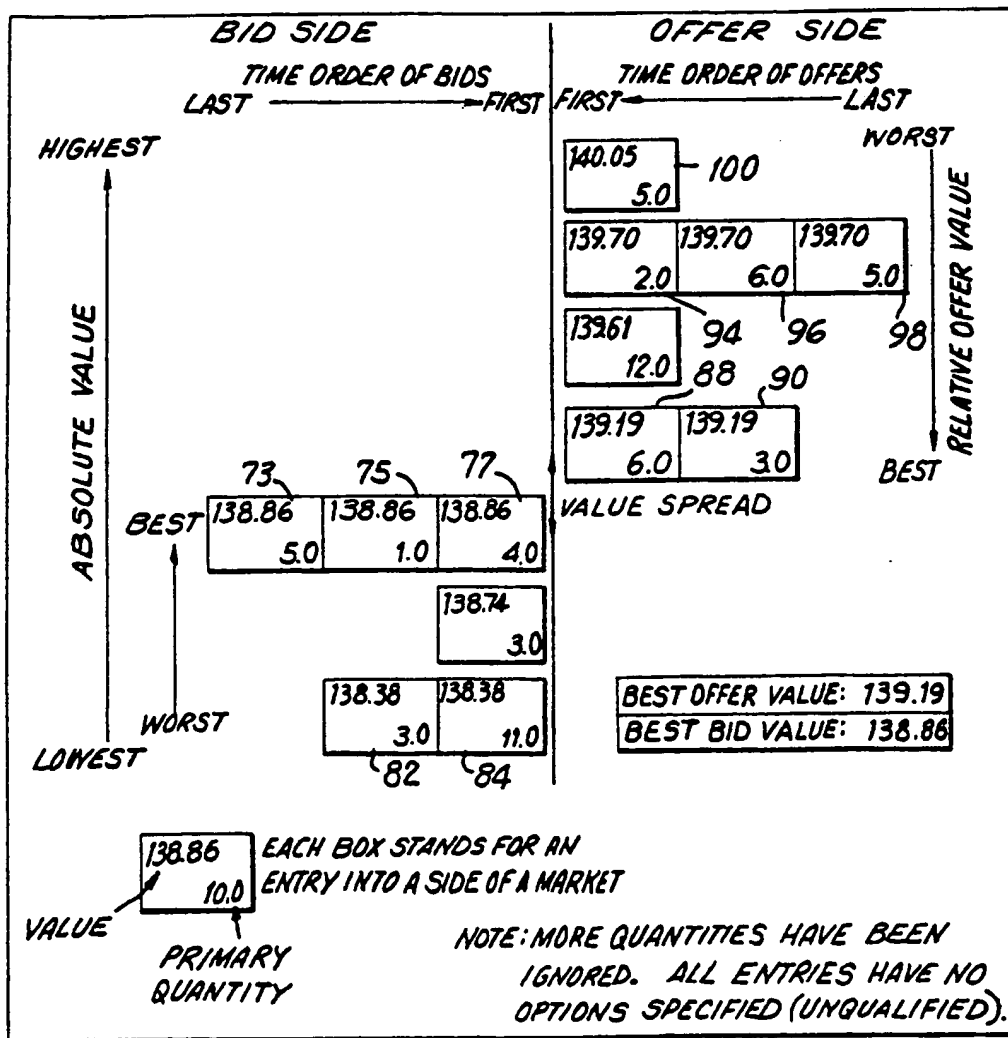 BID SIDE
OFFER SIDE
TIME ORDER OF BIDS
TIME ORDER OF OFFERS
LAST
FIRST
FIRST
LAST
HIGHEST
WORST
140.05
5.0
100
139.70
139.70
139.70
2.0
6.0
5.0
94
96
98
139.61
12.0
88
90
139.19
139.19
6.0
3.0
RELATIVE OFFER VALUE
BEST
VALUE SPREAD
ABSOLUTE VALUE
73
75
77
BEST
138.86
138.86
138.86
5.0
1.0
4.0
138.74
3.0
138.38
138.38
3.0
11.0
WORST
82
84
LOWEST
BEST OFFER VALUE: 139.19
BEST BID VALUE: 138.86
138.86
10.0
EACH BOX STANDS FOR AN
ENTRY INTO A SIDE OF A MARKET
VALUE
PRIMARY
QUANTITY
NOTE: MORE QUANTITIES HAVE BEEN
IGNORED. ALL ENTRIES HAVE NO
OPTIONS SPECIFIED (UNQUALIFIED).